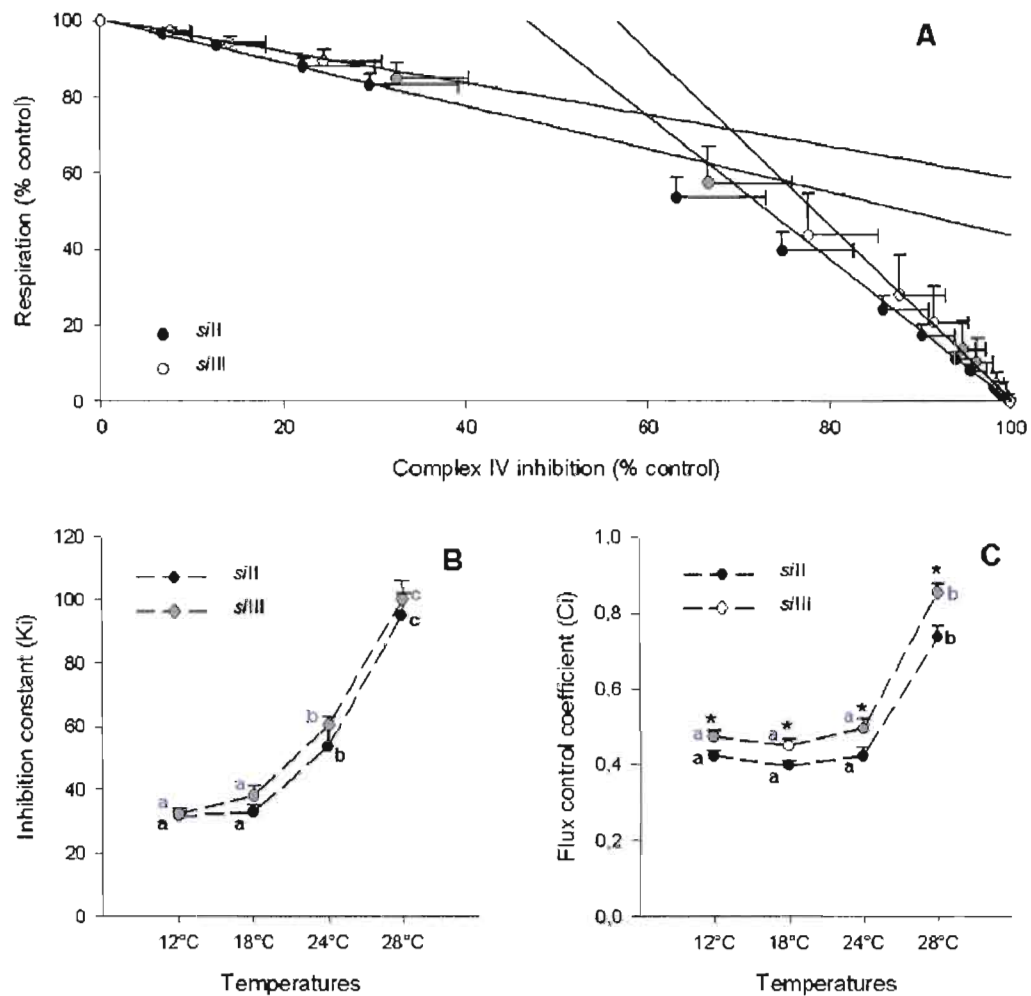 A
100
80
60
40
20
0
Respiration (% control)
siII
siIII
0
20
40
60
80
100
Complex IV inhibition (% control)
B
120
100
80
60
40
20
0
Inhibition constant (Ki)
siII
siIII
a
a
a
a
b
b
c
c
12°C
18°C
24°C
28°C
Temperatures
C
1,0
0,8
0,6
0,4
0,2
0,0
Flux control coefficient (Ci)
siII
siIII
*
a
a
*
a
a
*
a
a
*
b
b
12°C
18°C
24°C
28°C
Temperatures